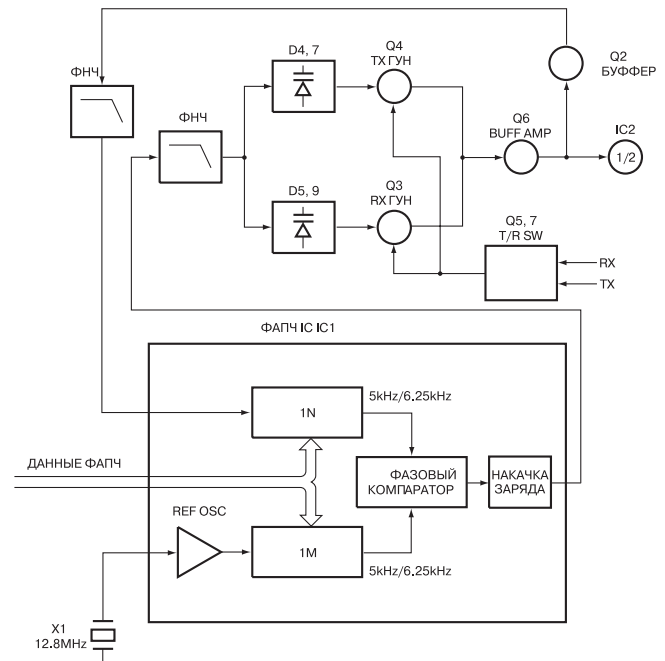 D4, 7
Q4
TX ГУН
Q2
БУФФЕР
ФНЧ
ФНЧ
Q6
BUFF AMP
IC2
1/2
D5, 9
Q3
RX ГУН
Q5, 7
T/R SW
RX
TX
ФАПЧ IC IC1
5kHz/6.25kHz
1N
ДАННЫЕ ФАПЧ
ФАЗОВЫЙ
КОМПАРАТОР
НАКАЧКА
ЗАРЯДА
REF OSC
1M
5kHz/6.25kHz
X1
12.8MHz